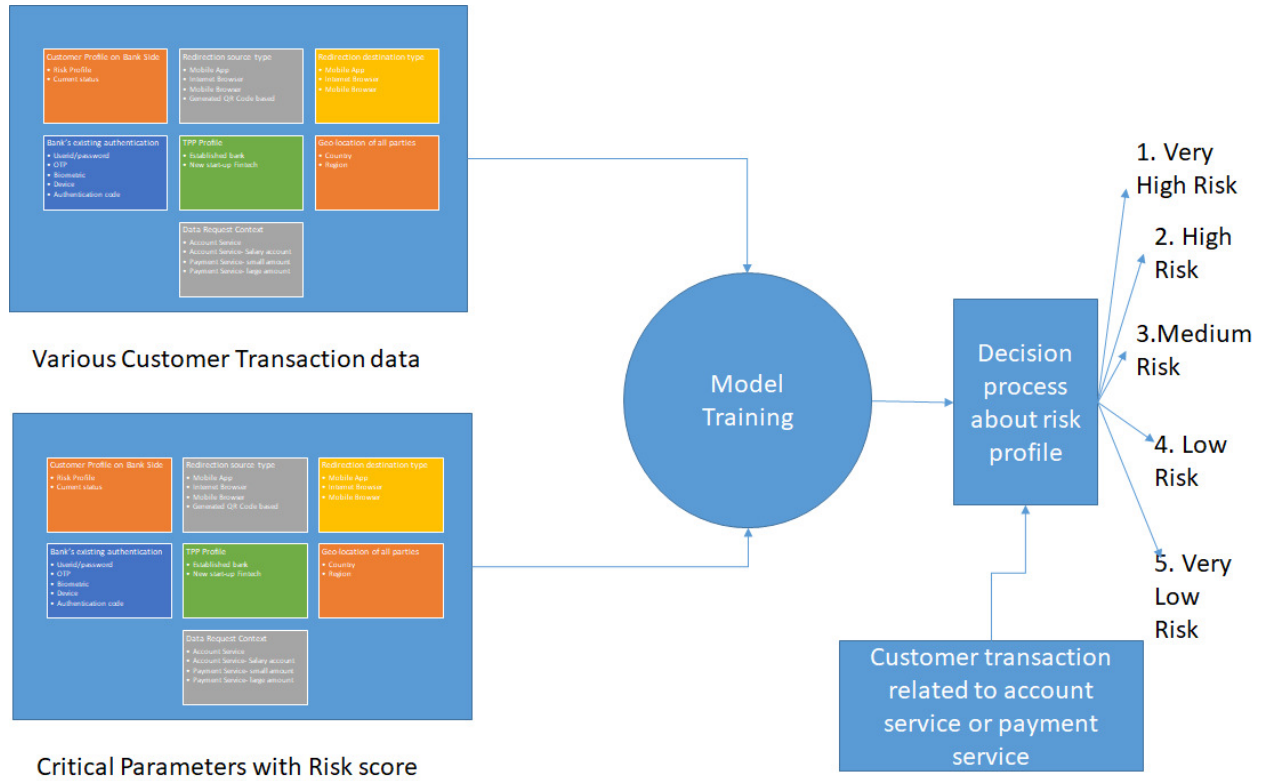 Customer Profile on Bank Side
• Risk Profile
• Current status
Redirection source type
• Mobile App
• Internet Browser
• Mobile Browser
• Generated QR Code based
Redirection destination type
• Mobile App
• Internet Browser
• Mobile Browser
Bank's existing authentication
• Userid/password
• OTP
• Biometric
• Device
• Authentication code
TPP Profile
• Established bank
• New start-up Fintech
Geo location of all parties
• Country
• Region
Data Request Context
• Account Service
• Account Service- Salary account
• Payment Service- small amount
• Payment Service- large amount
Various Customer Transaction data
Customer Profile on Bank Side
• Risk Profile
• Current status
Redirection source type
• Mobile App
• Internet Browser
• Mobile Browser
• Generated QR Code based
Redirection destination type
• Mobile App
• Internet Browser
• Mobile Browser
Bank's existing authentication
• Userid/password
• OTP
• Biometric
• Device
• Authentication code
TPP Profile
• Established bank
• New start-up Fintech
Geo location of all parties
• Country
• Region
Data Request Context
• Account Service
• Account Service- Salary account
• Payment Service- small amount
• Payment Service- large amount
Critical Parameters with Risk score
Model
Training
Decision
process
about risk
profile
1. Very
High Risk
2. High
Risk
3.Medium
Risk
4. Low
Risk
5. Very
Low
Risk
Customer transaction
related to account
service or payment
service